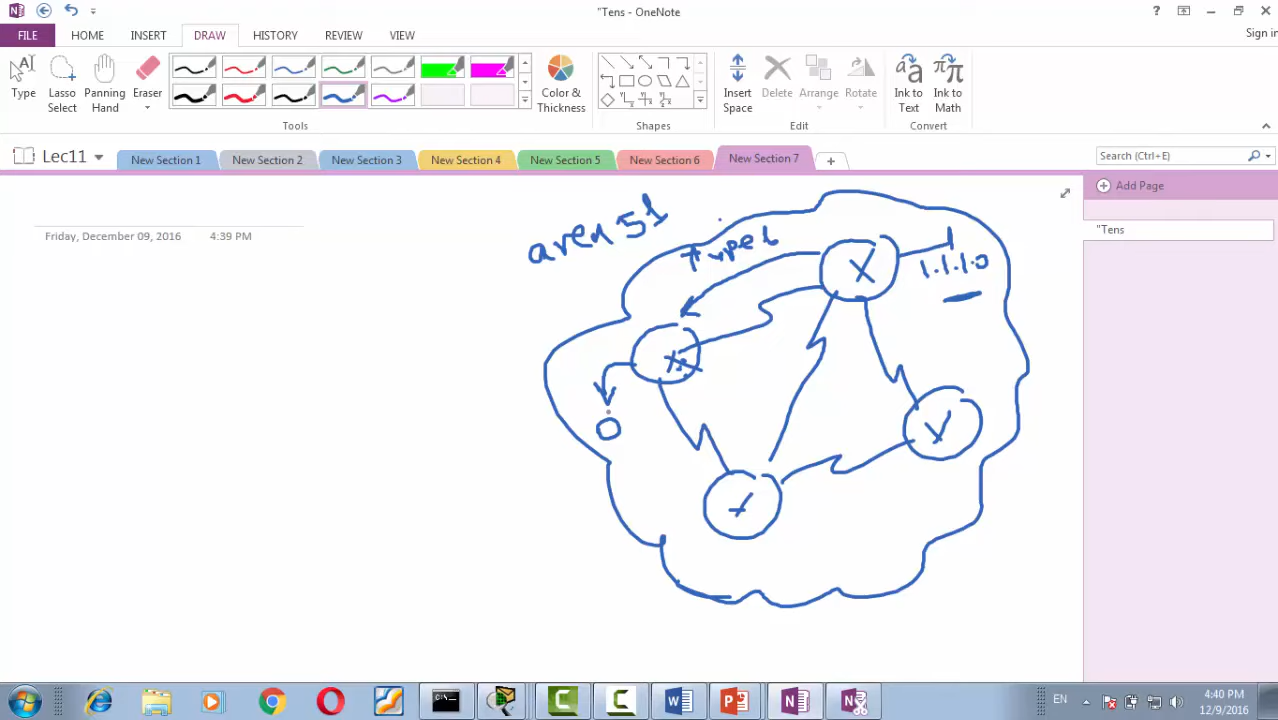 "Tens - OneNote
Sign in
FILE HOME INSERT DRAW HISTORY REVIEW VIEW
Type
Lasso Select
Panning Hand
Eraser
Color & Thickness
Insert Space
Delete
Arrange
Rotate
Ink to Text
Ink to Math
Tools
Shapes
Edit
Convert
Lec11
New Section 1
New Section 2
New Section 3
New Section 4
New Section 5
New Section 6
New Section 7
Search (Ctrl+E)
Add Page
"Tens
Friday, December 09, 2016 4:39 PM
area 51
type 1
X
1.1.1.0
0
EN
4:40 PM
12/9/2016